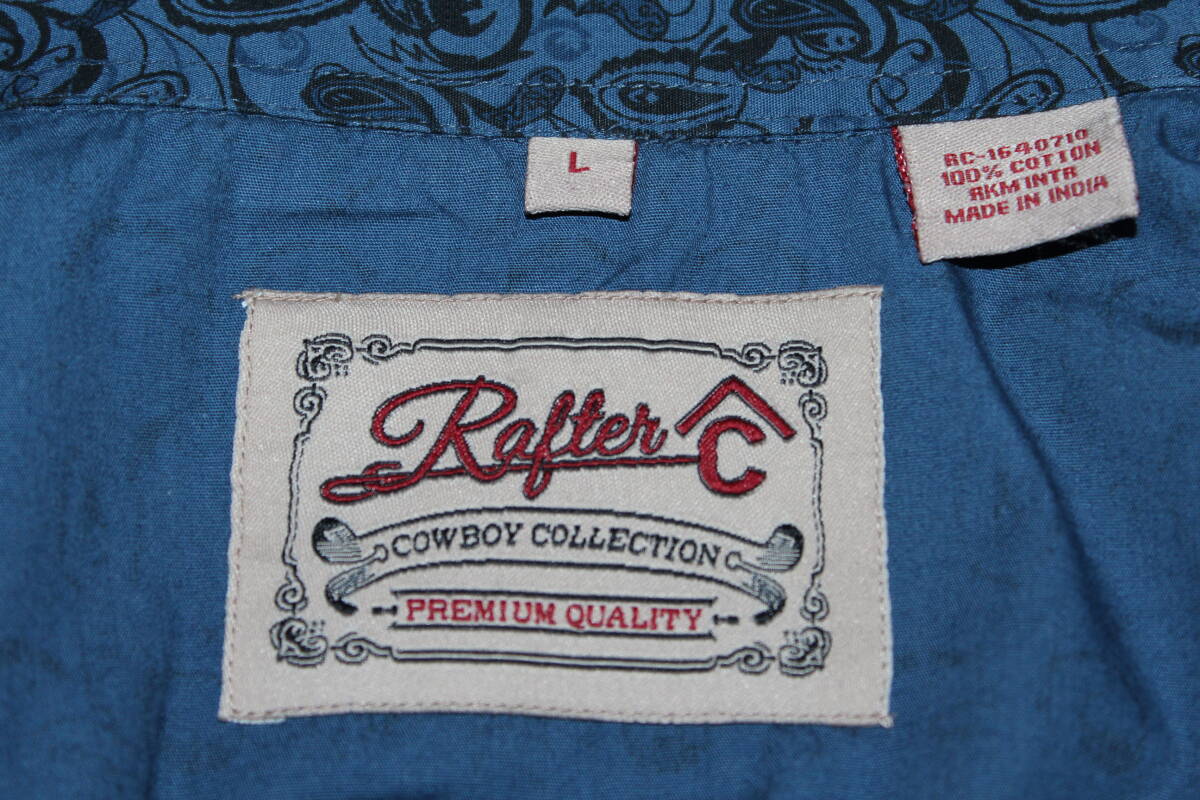 L
RC-1640710
100% COTTON
RKM INTR
MADE IN INDIA
Rafter C
COWBOY COLLECTION
PREMIUM QUALITY